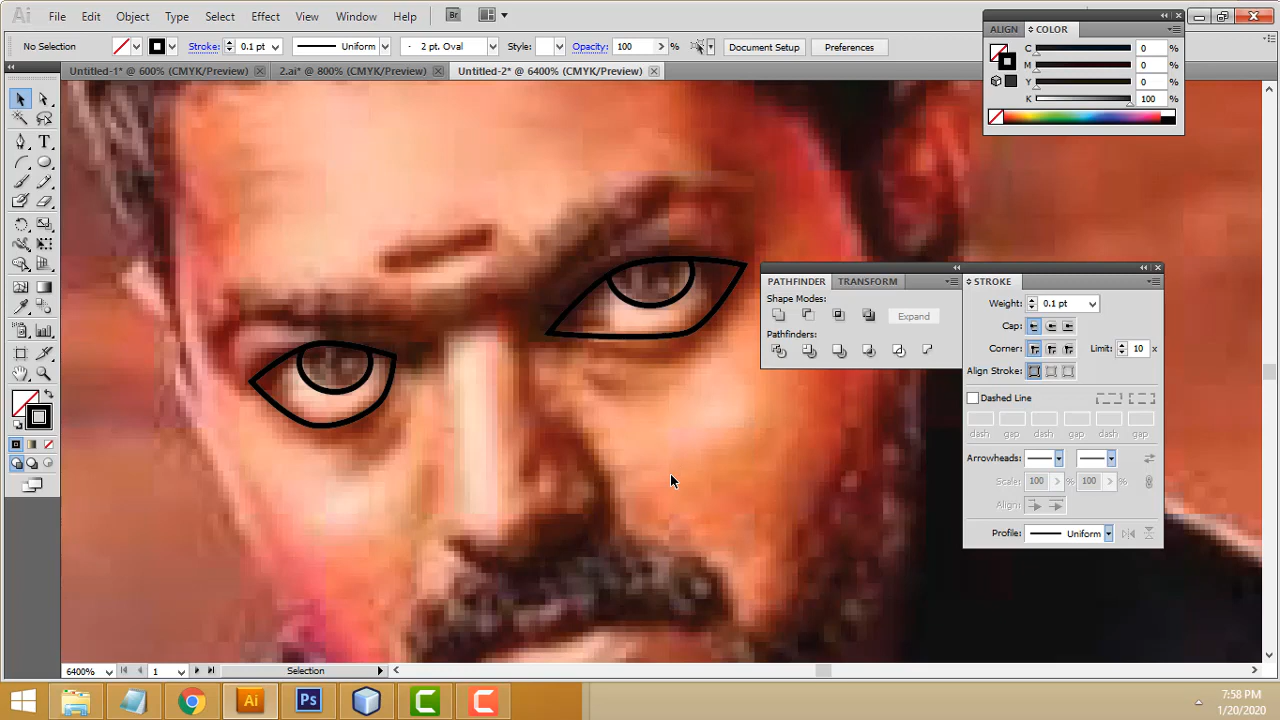 Ai File Edit Object Type Select Effect View Window Help Br
No Selection Stroke: 0.1 pt Uniform 2 pt. Oval Style: Opacity: 100 % Document Setup Preferences
Untitled-1* @ 600% (CMYK/Preview) 2.ai* @ 800% (CMYK/Preview) Untitled-2* @ 6400% (CMYK/Preview)
ALIGN COLOR
C 0 %
M 0 %
Y 0 %
K 100 %
PATHFINDER TRANSFORM
Shape Modes:
Expand
Pathfinders:
STROKE
Weight: 0.1 pt
Cap:
Corner: Limit: 10 x
Align Stroke:
Dashed Line
dash gap dash gap dash gap
Arrowheads:
Scale: 100 % 100 %
Align:
Profile: Uniform
6400% 1 Selection
Ai Ps
7:58 PM
1/20/2020